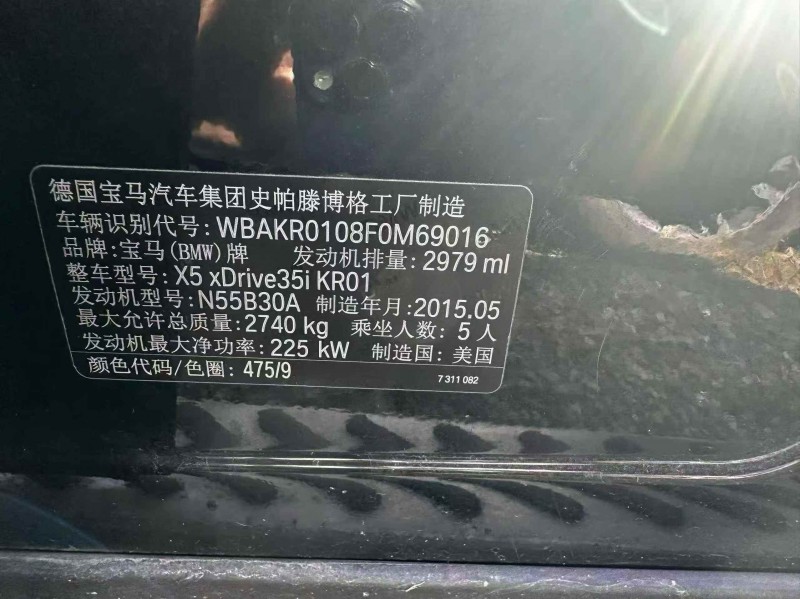 德国宝马汽车集团史帕滕博格工厂制造
车辆识别代号: WBAKR0108F0M69016
品牌: 宝马(BMW)牌 发动机排量: 2979 ml
整车型号: X5 xDrive35i KR01
发动机型号: N55B30A 制造年月: 2015.05
最大允许总质量: 2740 kg 乘坐人数: 5 人
发动机最大净功率: 225 kW 制造国: 美国
颜色代码/色圈: 475/9 7 311 082